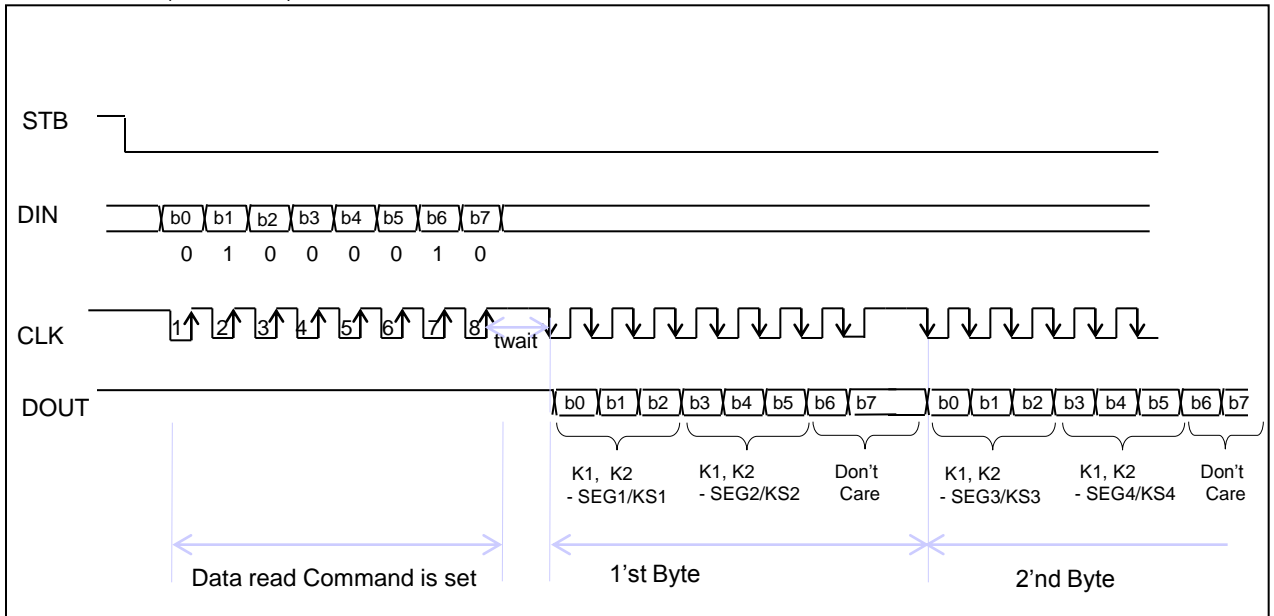 STB
DIN
b0 b1 b2 b3 b4 b5 b6 b7
0 1 0 0 0 0 1 0
CLK
1 2 3 4 5 6 7 8
twait
DOUT
b0 b1 b2 b3 b4 b5 b6 b7 b0 b1 b2 b3 b4 b5 b6 b7
K1, K2
- SEG1/KS1
K1, K2
- SEG2/KS2
Don't
Care
K1, K2
- SEG3/KS3
K1, K2
- SEG4/KS4
Don't
Care
Data read Command is set
1'st Byte
2'nd Byte